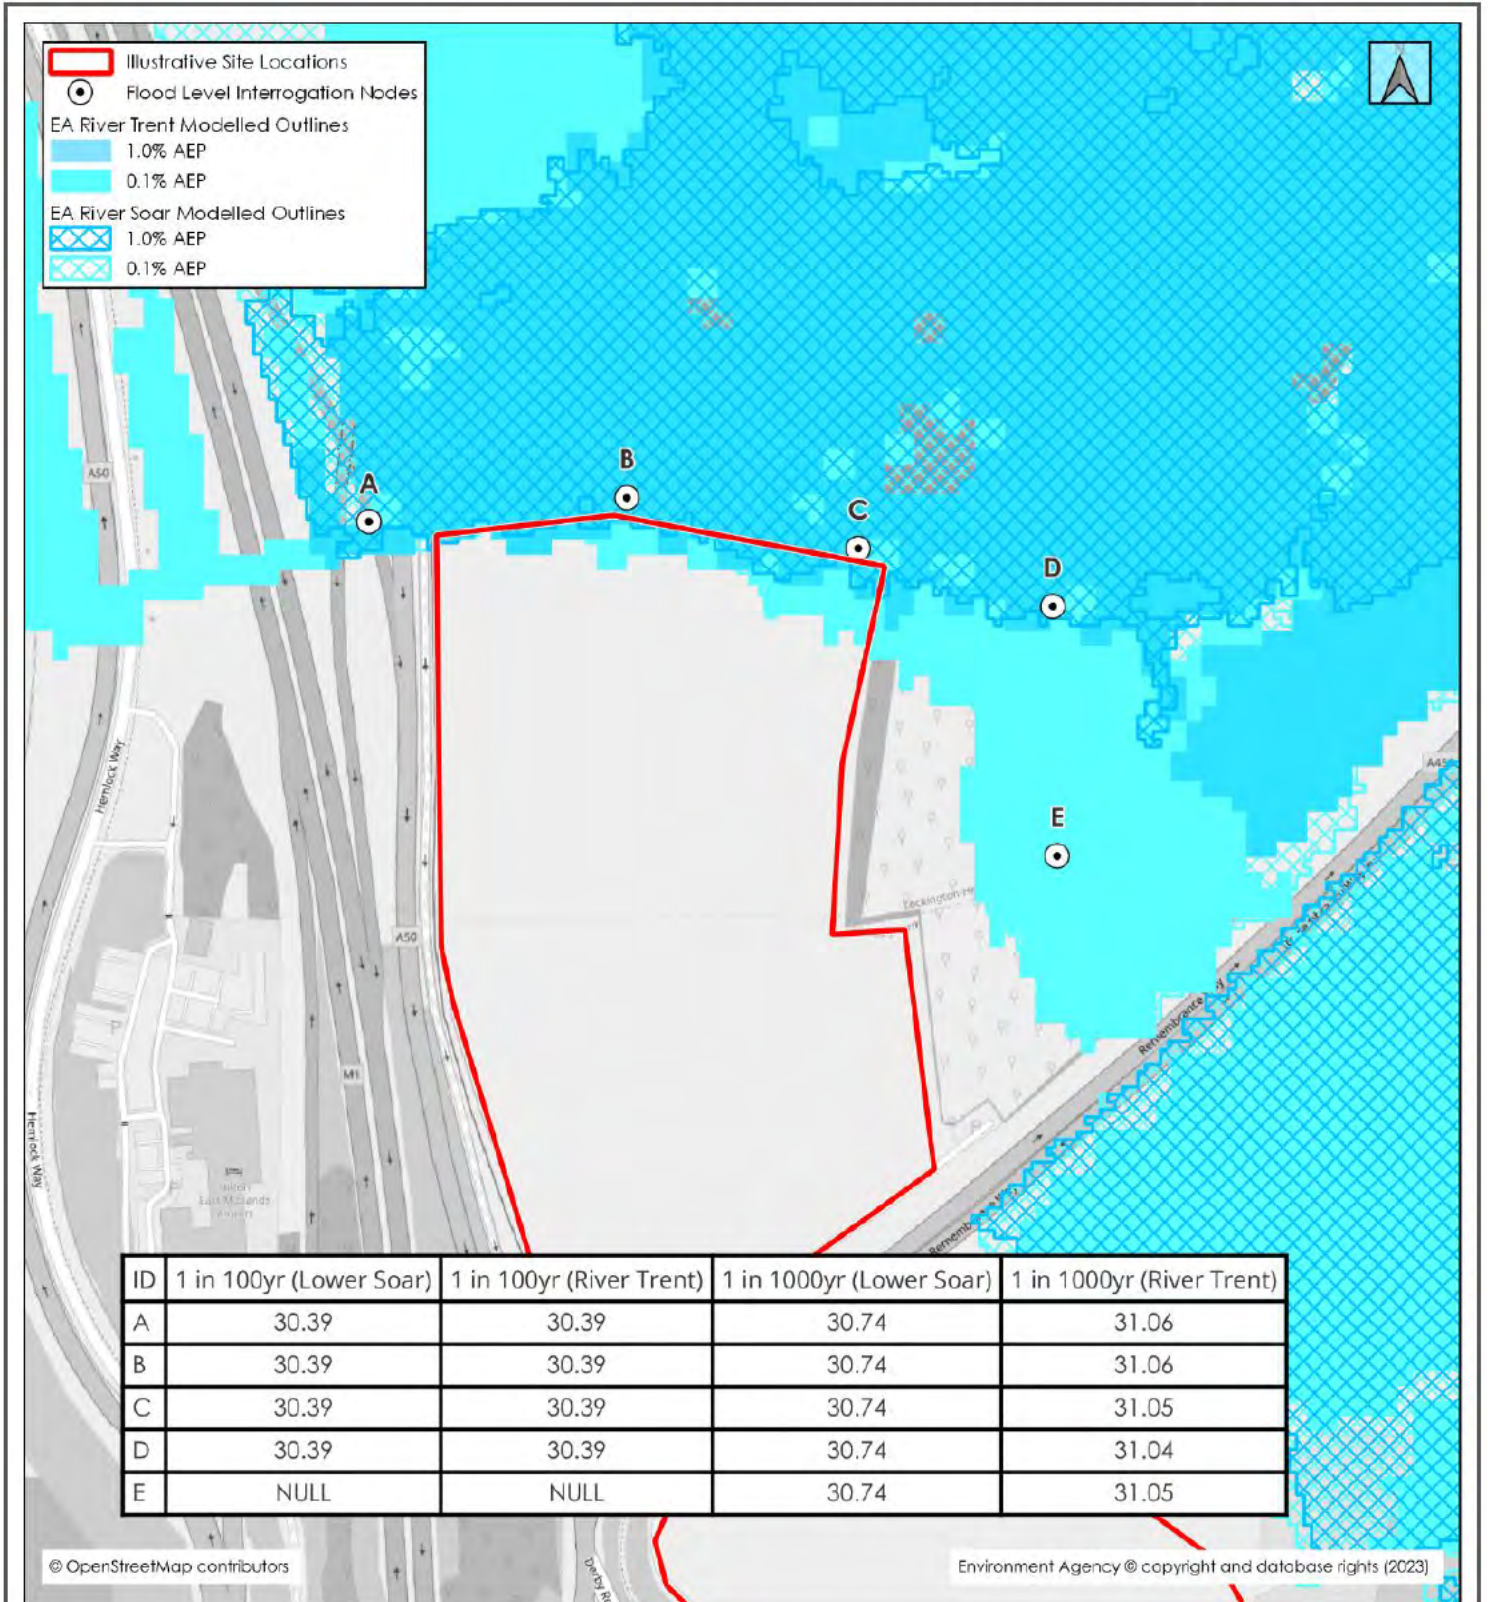 Illustrative Site Locations
Flood Level Interrogation Nodes
EA River Trent Modelled Outlines
1.0% AEP
0.1% AEP
EA River Soar Modelled Outlines
1.0% AEP
0.1% AEP
N
A50
A
B
C
D
Hemlock Way
A45
E
A50
Remembrance Way
M1
P
Hemlock Way
East Midlands
ID 1 in 100yr (Lower Soar) 1 in 100yr (River Trent) 1 in 1000yr (Lower Soar) 1 in 1000yr (River Trent)
A 30.39 30.39 30.74 31.06
B 30.39 30.39 30.74 31.06
C 30.39 30.39 30.74 31.05
D 30.39 30.39 30.74 31.04
E NULL NULL 30.74 31.05
Derby R
© OpenStreetMap contributors
Environment Agency © copyright and database rights (2023)